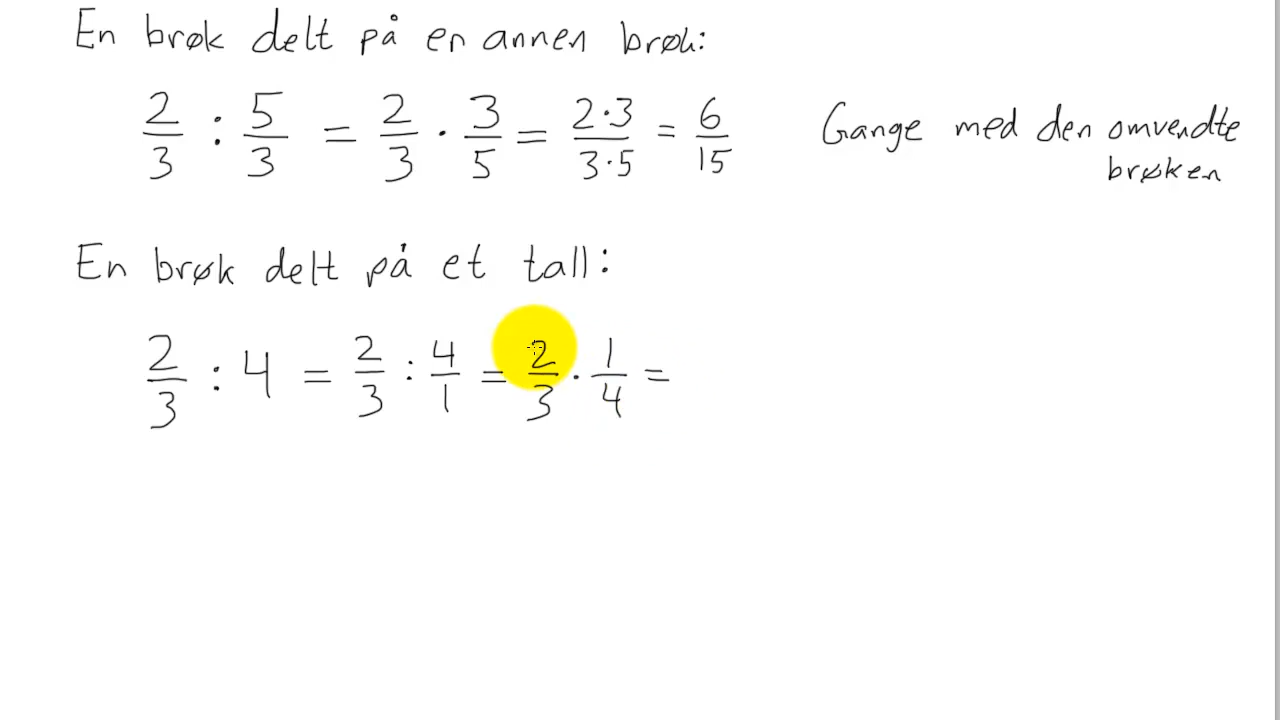 En brøk delt på en annen brøk:
2/3 : 5/3 = 2/3 · 3/5 = 2·3/3·5 = 6/15 Gange med den omvendte
brøken
En brøk delt på et tall:
2/3 : 4 = 2/3 : 4/1 = 2/3 · 1/4 =